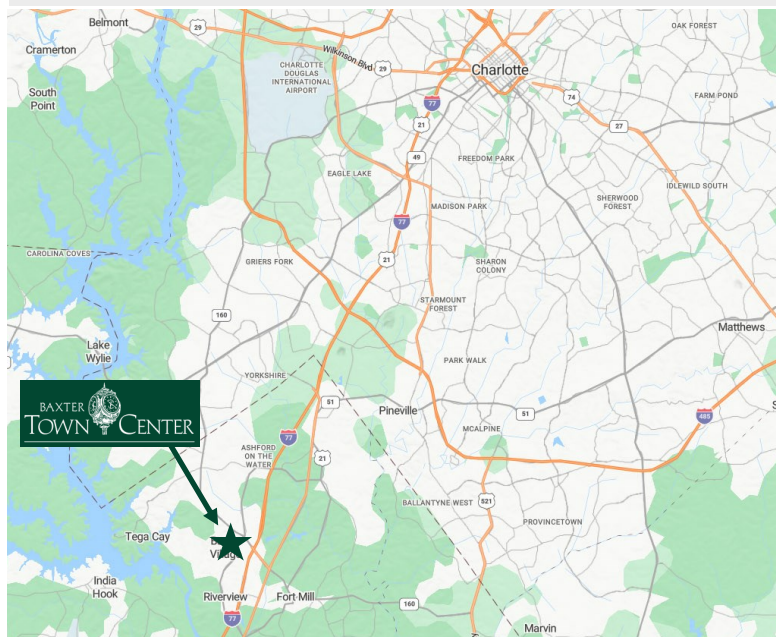 Belmont
29
OAK FOREST
Cramerton
Wilkinson Blvd
29
Charlotte
CHARLOTTE
DOUGLAS
INTERNATIONAL
AIRPORT
South
Point
77
74
FARM POND
21
27
49
FREEDOM PARK
EAGLE LAKE
IDLEWILD SOUTH
SHERWOOD
FOREST
MADISON PARK
77
CAROLINA COVES
GRIERS FORK
21
SHARON
COLONY
STARMOUNT
FOREST
160
Matthews
Lake
Wylie
PARK WALK
YORKSHIRE
51
Pineville
51
485
BAXTER
TOWN CENTER
77
MCALPINE
ASHFORD
ON THE
WATER
21
BALLANTYNE WEST
521
PROVINCETOWN
Tega Cay
India
Hook
Riverview
Fort Mill
160
77
Marvin